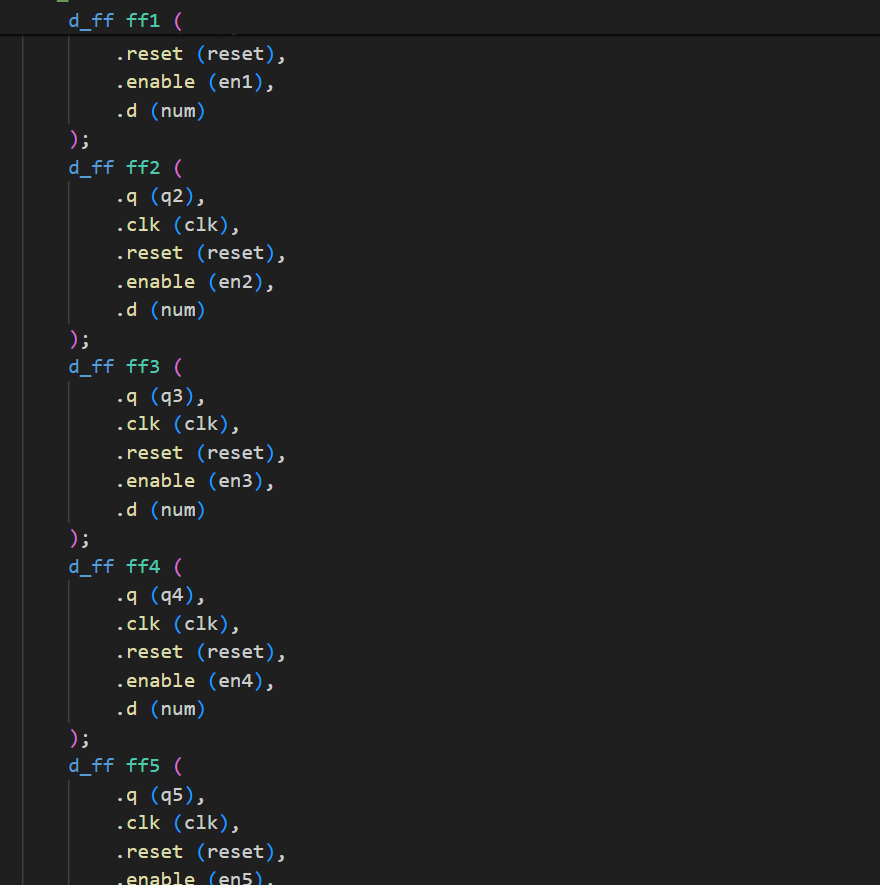 d_ff ff1 (
.reset (reset),
.enable (en1),
.d (num)
);
d_ff ff2 (
.q (q2),
.clk (clk),
.reset (reset),
.enable (en2),
.d (num)
);
d_ff ff3 (
.q (q3),
.clk (clk),
.reset (reset),
.enable (en3),
.d (num)
);
d_ff ff4 (
.q (q4),
.clk (clk),
.reset (reset),
.enable (en4),
.d (num)
);
d_ff ff5 (
.q (q5),
.clk (clk),
.reset (reset),
.enable (en5),